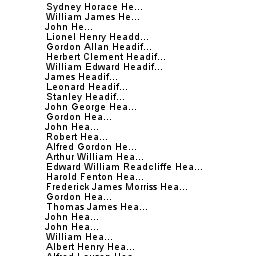 Sydney Horace He...
William James He...
John He...
Lionel Henry Headd...
Gordon Allan Headif...
Herbert Clement Headif...
William Edward Headif...
James Headif...
Leonard Headif...
Stanley Headif...
John George Hea...
Gordon Hea...
John Hea...
Robert Hea...
Alfred Gordon He...
Arthur William Hea...
Edward William Readcliffe Hea...
Harold Fenton Hea...
Frederick James Morriss Hea...
Gordon Hea...
Thomas James Hea...
John Hea...
John Hea...
William Hea...
Albert Henry Hea...
Alfred Lawson Hea